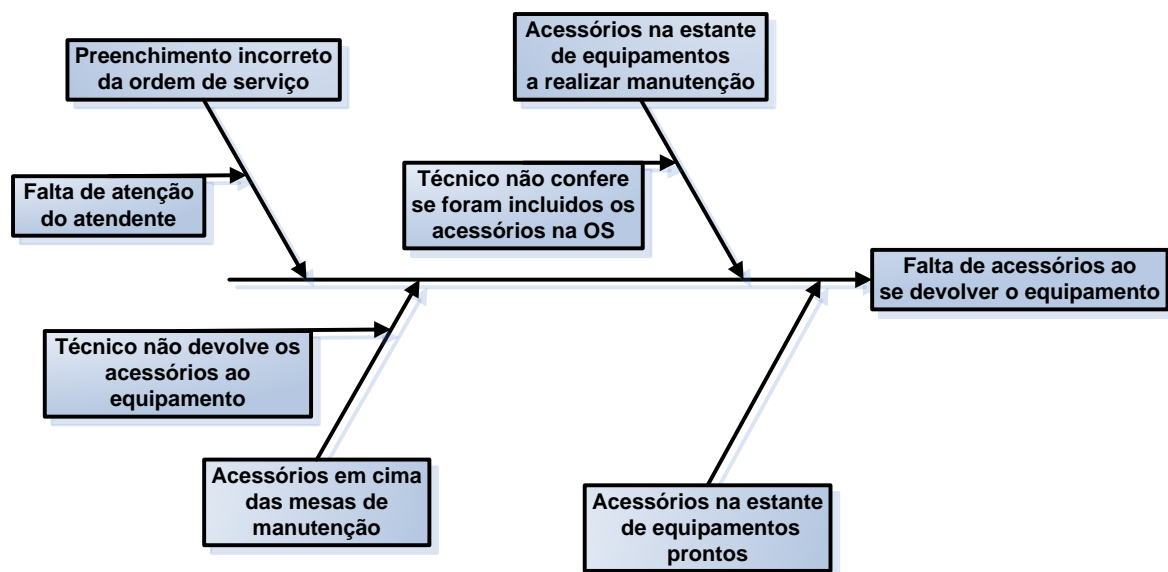 Preenchimento incorreto
da ordem de serviço
Acessórios na estante
de equipamentos
a realizar manutenção
Falta de atenção
do atendente
Técnico não confere
se foram incluidos os
acessórios na OS
Falta de acessórios ao
se devolver o equipamento
Técnico não devolve os
acessórios ao
equipamento
Acessórios em cima
das mesas de
manutenção
Acessórios na estante
de equipamentos
prontos